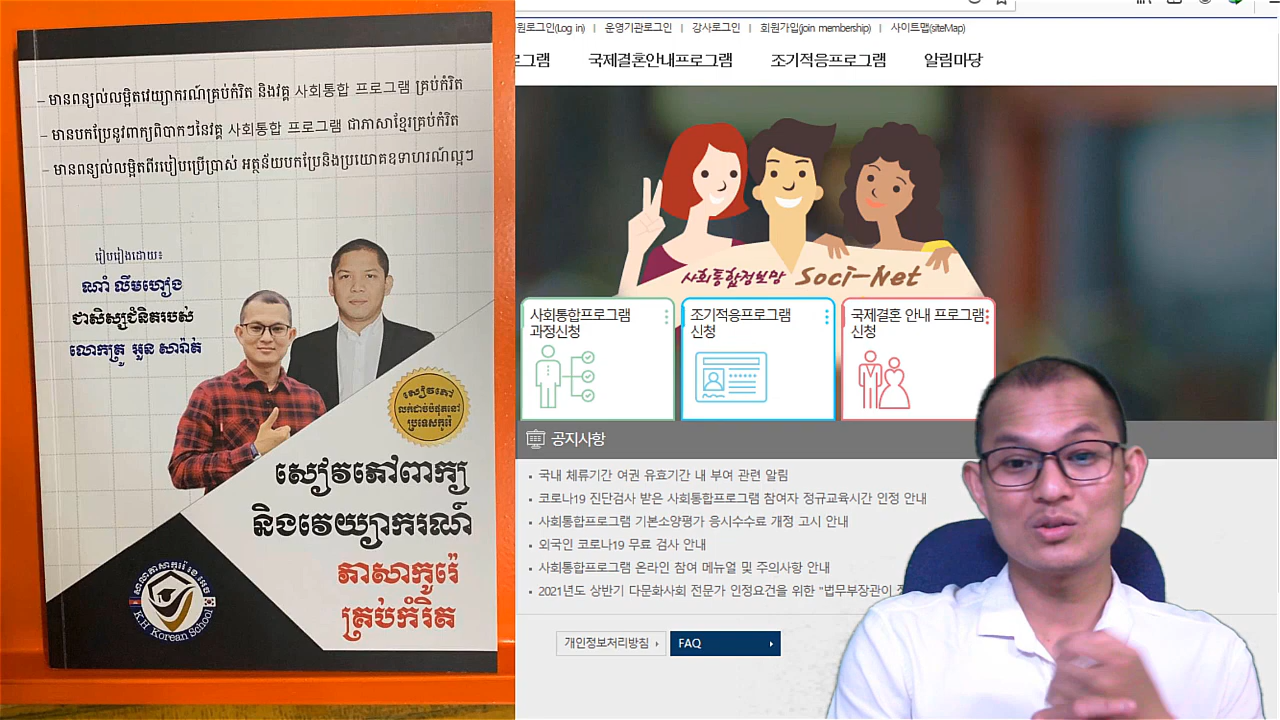 – មានពន្យល់លម្អិតវេយ្យាករណ៍គ្រប់កំរិត និងវគ្គ 사회통합 프로그램 គ្រប់កំរិត
– មានបកប្រែនូវពាក្យពិបាកៗនៃវគ្គ 사회통합 프로그램 ជាភាសាខ្មែរគ្រប់កំរិត
– មានពន្យល់លម្អិតពីរបៀបប្រើប្រាស់ អត្ថន័យបកប្រែនិងប្រយោគឧទាហរណ៍ល្អៗ
រៀបរៀងដោយ៖
ណាំ លឹមហៀង
ជាសិស្សជំនិតរបស់
លោកគ្រូ អួន សារ៉ាត់
សៀវភៅ
លក់ដាច់បំផុតនៅ
ប្រទេសកូរ៉េ
សៀវភៅពាក្យ
និងវេយ្យាករណ៍
ភាសាកូរ៉េ
គ្រប់កំរិត
K.H Korean School
원로그인(Log in) | 운영기관로그인 | 강사로그인 | 회원가입(join membership) | 사이트맵(siteMap)
로그램 국제결혼안내프로그램 조기적응프로그램 알림마당
사회통합정보망 Soci-Net
사회통합프로그램
과정신청
조기적응프로그램
신청
국제결혼 안내 프로그램
신청
공지사항
국내 체류기간 여권 유효기간 내 부여 관련 알림
코로나19 진단검사 받은 사회통합프로그램 참여자 정규교육시간 인정 안내
사회통합프로그램 기본소양평가 응시수수료 개정 고시 안내
외국인 코로나19 무료 검사 안내
사회통합프로그램 온라인 참여 메뉴얼 및 주의사항 안내
2021년도 상반기 다문화사회 전문가 인정요건을 위한 "법무부장관이
개인정보처리방침
FAQ